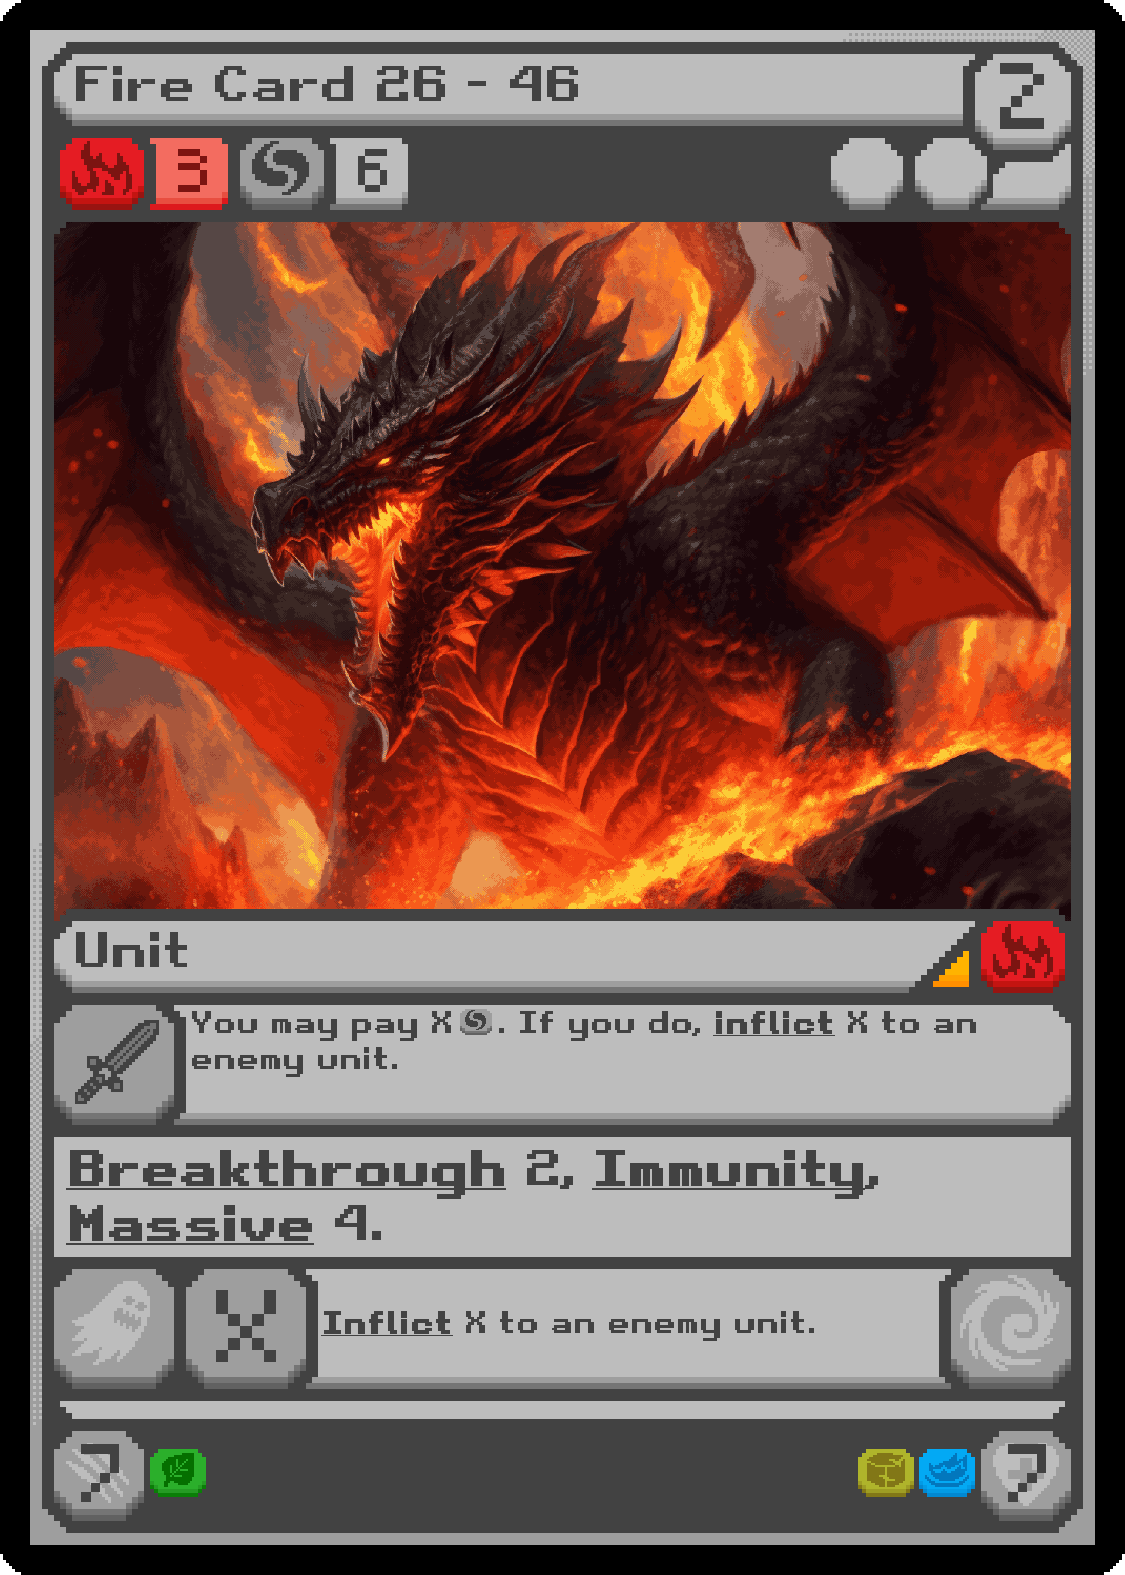 Fire Card 26 - 46
2
3 6
Unit
You may pay X. If you do, inflict X to an
enemy unit.
Breakthrough 2, Immunity,
Massive 4.
X
Inflict X to an enemy unit.
7 7